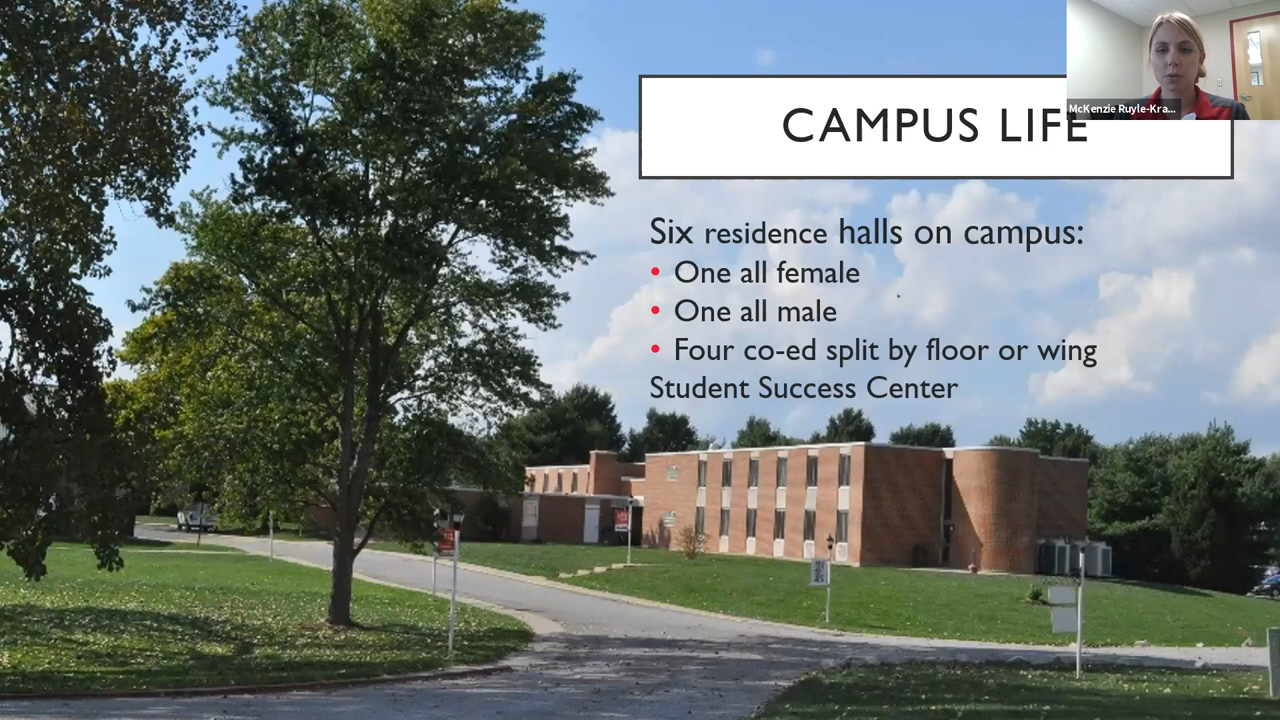 CAMPUS LIFE
McKenzie Ruyle-Kra...
Six residence halls on campus:
• One all female
• One all male
• Four co-ed split by floor or wing
Student Success Center